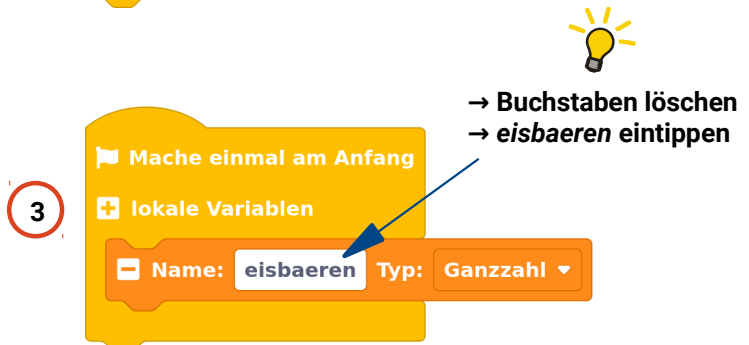 → Buchstaben löschen
→ eisbaeren eintippen
Mache einmal am Anfang
3
lokale Variablen
Name: eisbaeren Typ: Ganzzahl